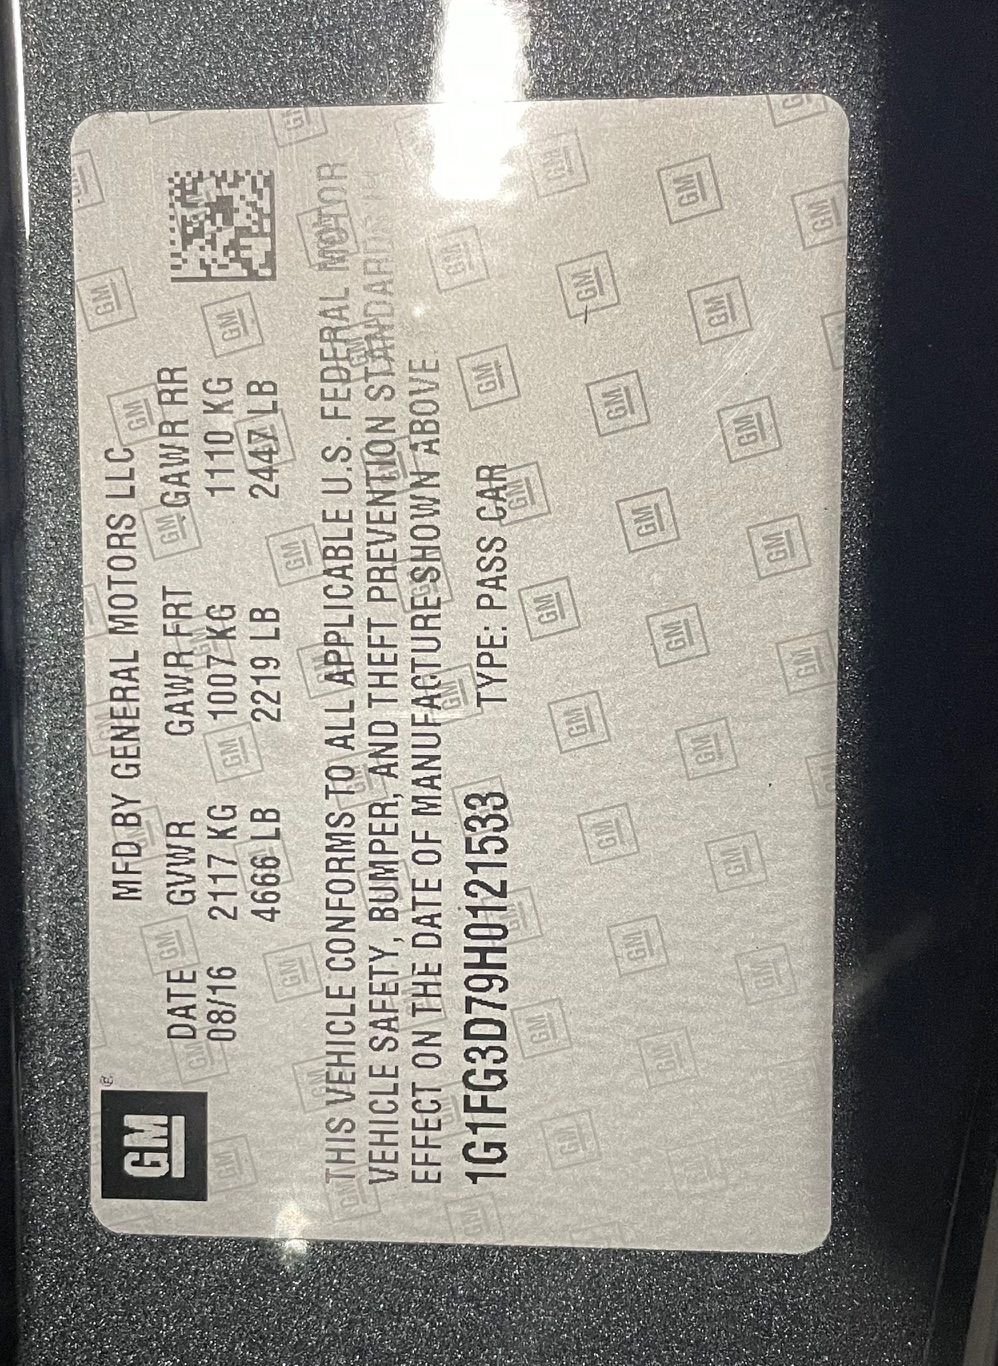 GM ®
MFD BY GENERAL MOTORS LLC
DATE GVWR GAWR FRT GAWR RR
08/16 2117 KG 1007 KG 1110 KG
4666 LB 2219 LB 2447 LB
THIS VEHICLE CONFORMS TO ALL APPLICABLE U.S. FEDERAL MOTOR
VEHICLE SAFETY, BUMPER, AND THEFT PREVENTION STANDARDS IN
EFFECT ON THE DATE OF MANUFACTURE SHOWN ABOVE.
1G1FG3D79H0121533 TYPE: PASS CAR